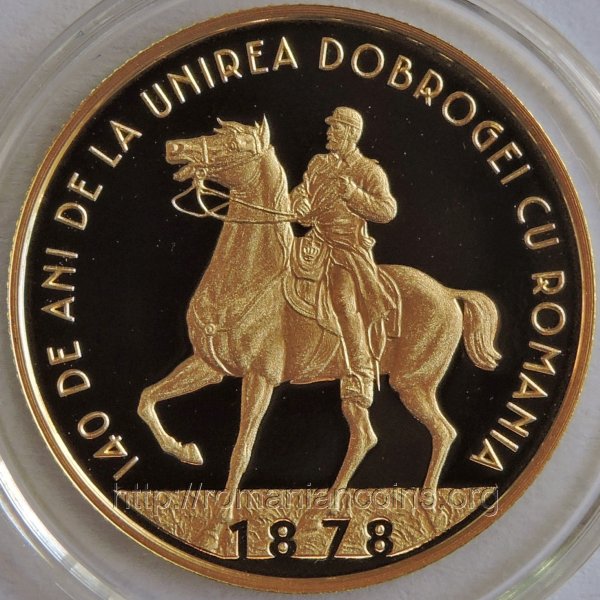 140 DE ANI DE LA UNIREA DOBROGEI CU ROMANIA
http://romaniancoins.org
1878